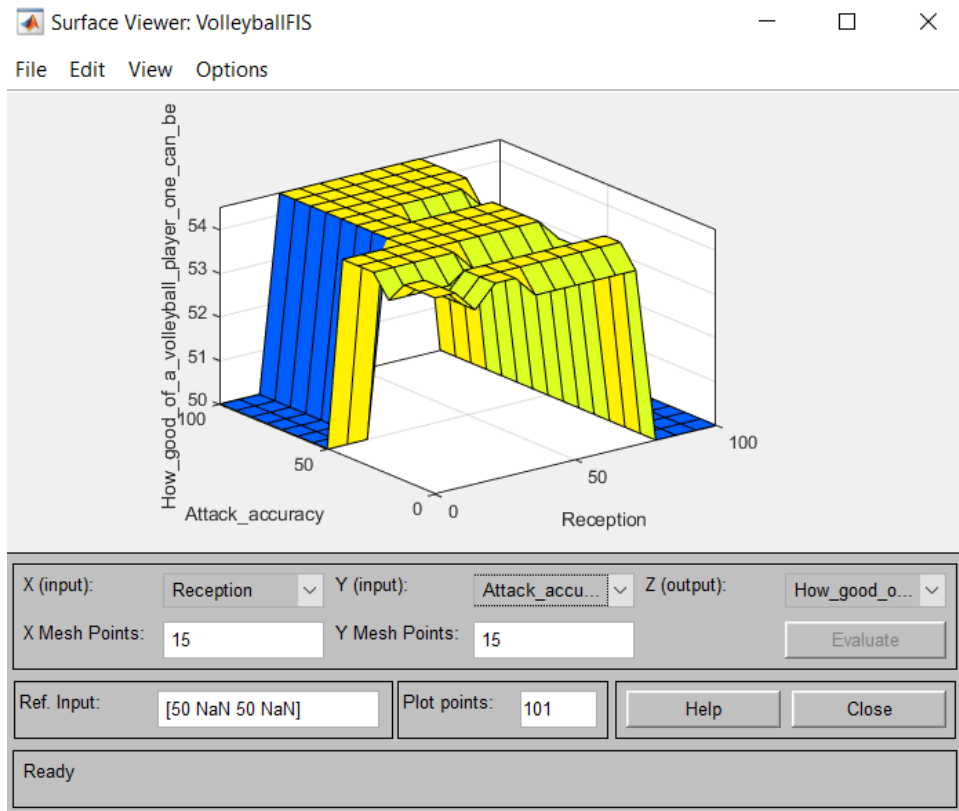 Surface Viewer: VolleyballFIS
File Edit View Options
How_good_of_a_volleyball_player_one_can_be
54
53
52
51
50
100
50
0
Attack_accuracy
0
50
100
Reception
X (input): Reception Y (input): Attack_accu... Z (output): How_good_o...
X Mesh Points: 15 Y Mesh Points: 15 Evaluate
Ref. Input: [50 NaN 50 NaN] Plot points: 101 Help Close
Ready